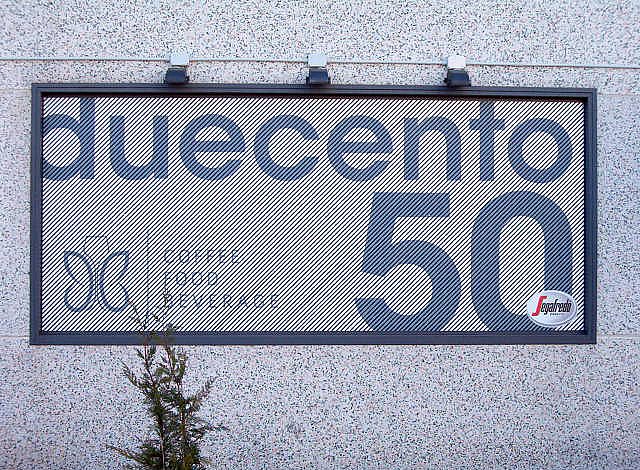 duecento
50
COFFEE
FOOD
BEVERAGE
Segafredo